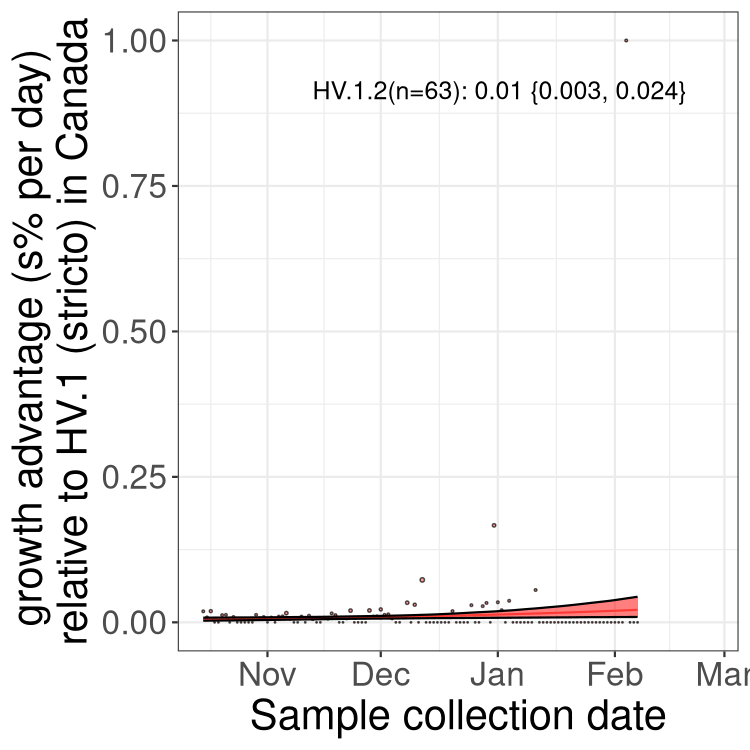 growth advantage (s% per day)
relative to HV.1 (stricto) in Canada
1.00
0.75
0.50
0.25
0.00
HV.1.2(n=63): 0.01 {0.003, 0.024}
Nov Dec Jan Feb Mar
Sample collection date